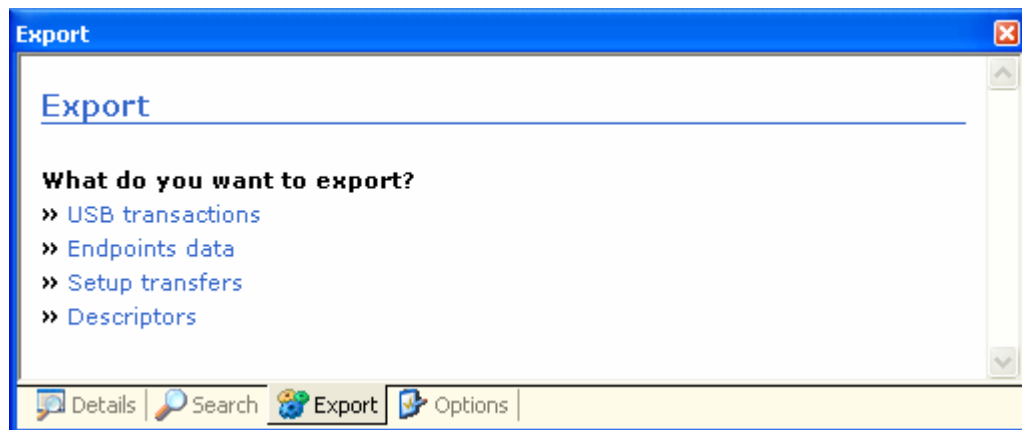 Export
Export
What do you want to export?
» USB transactions
» Endpoints data
» Setup transfers
» Descriptors
Details Search Export Options